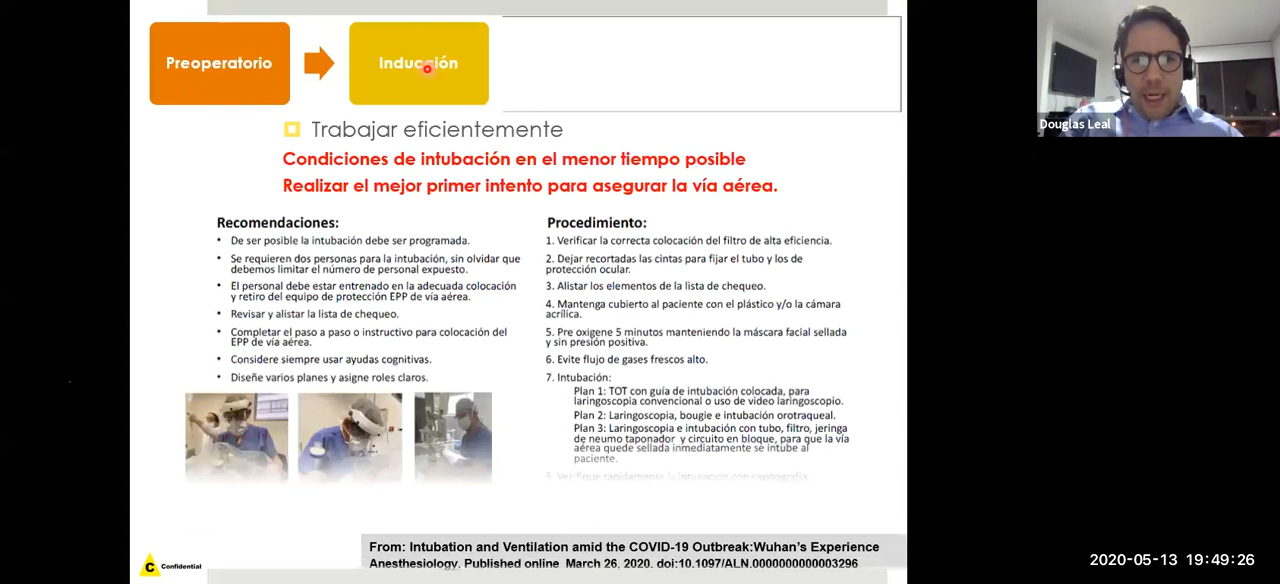 Preoperatorio
Inducción
Douglas Leal
Trabajar eficientemente
Condiciones de intubación en el menor tiempo posible
Realizar el mejor primer intento para asegurar la vía aérea.
Recomendaciones:
• De ser posible la intubación debe ser programada.
• Se requieren dos personas para la intubación, sin olvidar que
debemos limitar el número de personal expuesto.
• El personal debe estar entrenado en la adecuada colocación
y retiro del equipo de protección EPP de vía aérea.
• Revisar y alistar la lista de chequeo.
• Completar el paso a paso o instructivo para colocación del
EPP de vía aérea.
• Considere siempre usar ayudas cognitivas.
• Diseñe varios planes y asigne roles claros.
Procedimiento:
1. Verificar la correcta colocación del filtro de alta eficiencia.
2. Dejar recortadas las cintas para fijar el tubo y los de
protección ocular.
3. Alistar los elementos de la lista de chequeo.
4. Mantenga cubierto al paciente con el plástico y/o la cámara
acrílica.
5. Pre oxigene 5 minutos manteniendo la máscara facial sellada
y sin presión positiva.
6. Evite flujo de gases frescos alto.
7. Intubación:
Plan 1: TOT con guía de intubación colocada, para
laringoscopia convencional o uso de video laringoscopio.
Plan 2: Laringoscopia, bougie e intubación orotraqueal.
Plan 3: Laringoscopia e intubación con tubo, filtro, jeringa
de neumo taponador y circuito en bloque, para que la vía
aérea quede sellada inmediatamente se intube al
paciente.
Verifique rapidamente la intubación con capnografía
C Confidential
From: Intubation and Ventilation amid the COVID-19 Outbreak:Wuhan's Experience
Anesthesiology. Published online March 26, 2020. doi:10.1097/ALN.0000000000003296
2020-05-13 19:49:26